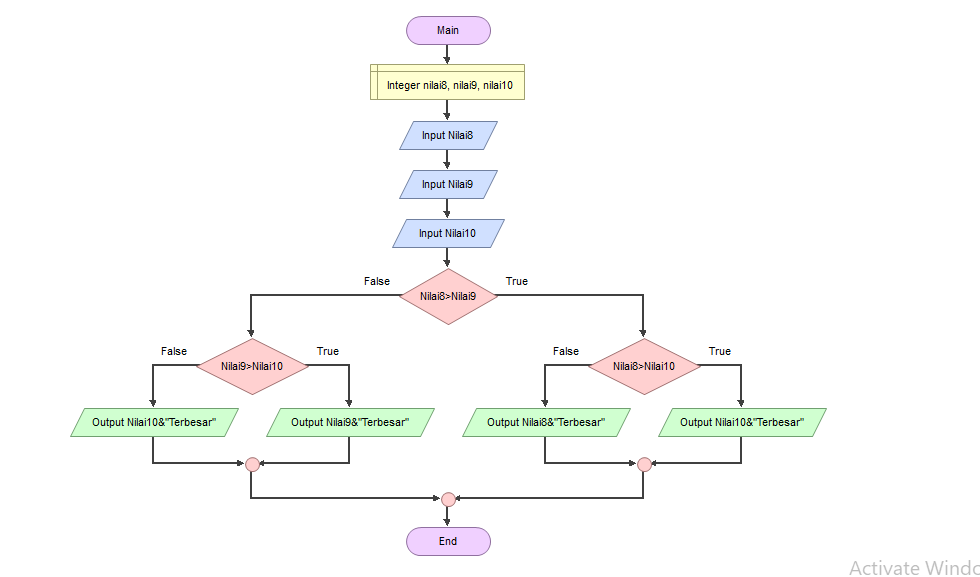 Main
Integer nilai8, nilai9, nilai10
Input Nilai8
Input Nilai9
Input Nilai10
False
True
Nilai8>Nilai9
False
True
False
True
Nilai9>Nilai10
Nilai8>Nilai10
Output Nilai10&"Terbesar"
Output Nilai9&"Terbesar"
Output Nilai8&"Terbesar"
Output Nilai10&"Terbesar"
End
Activate Windo